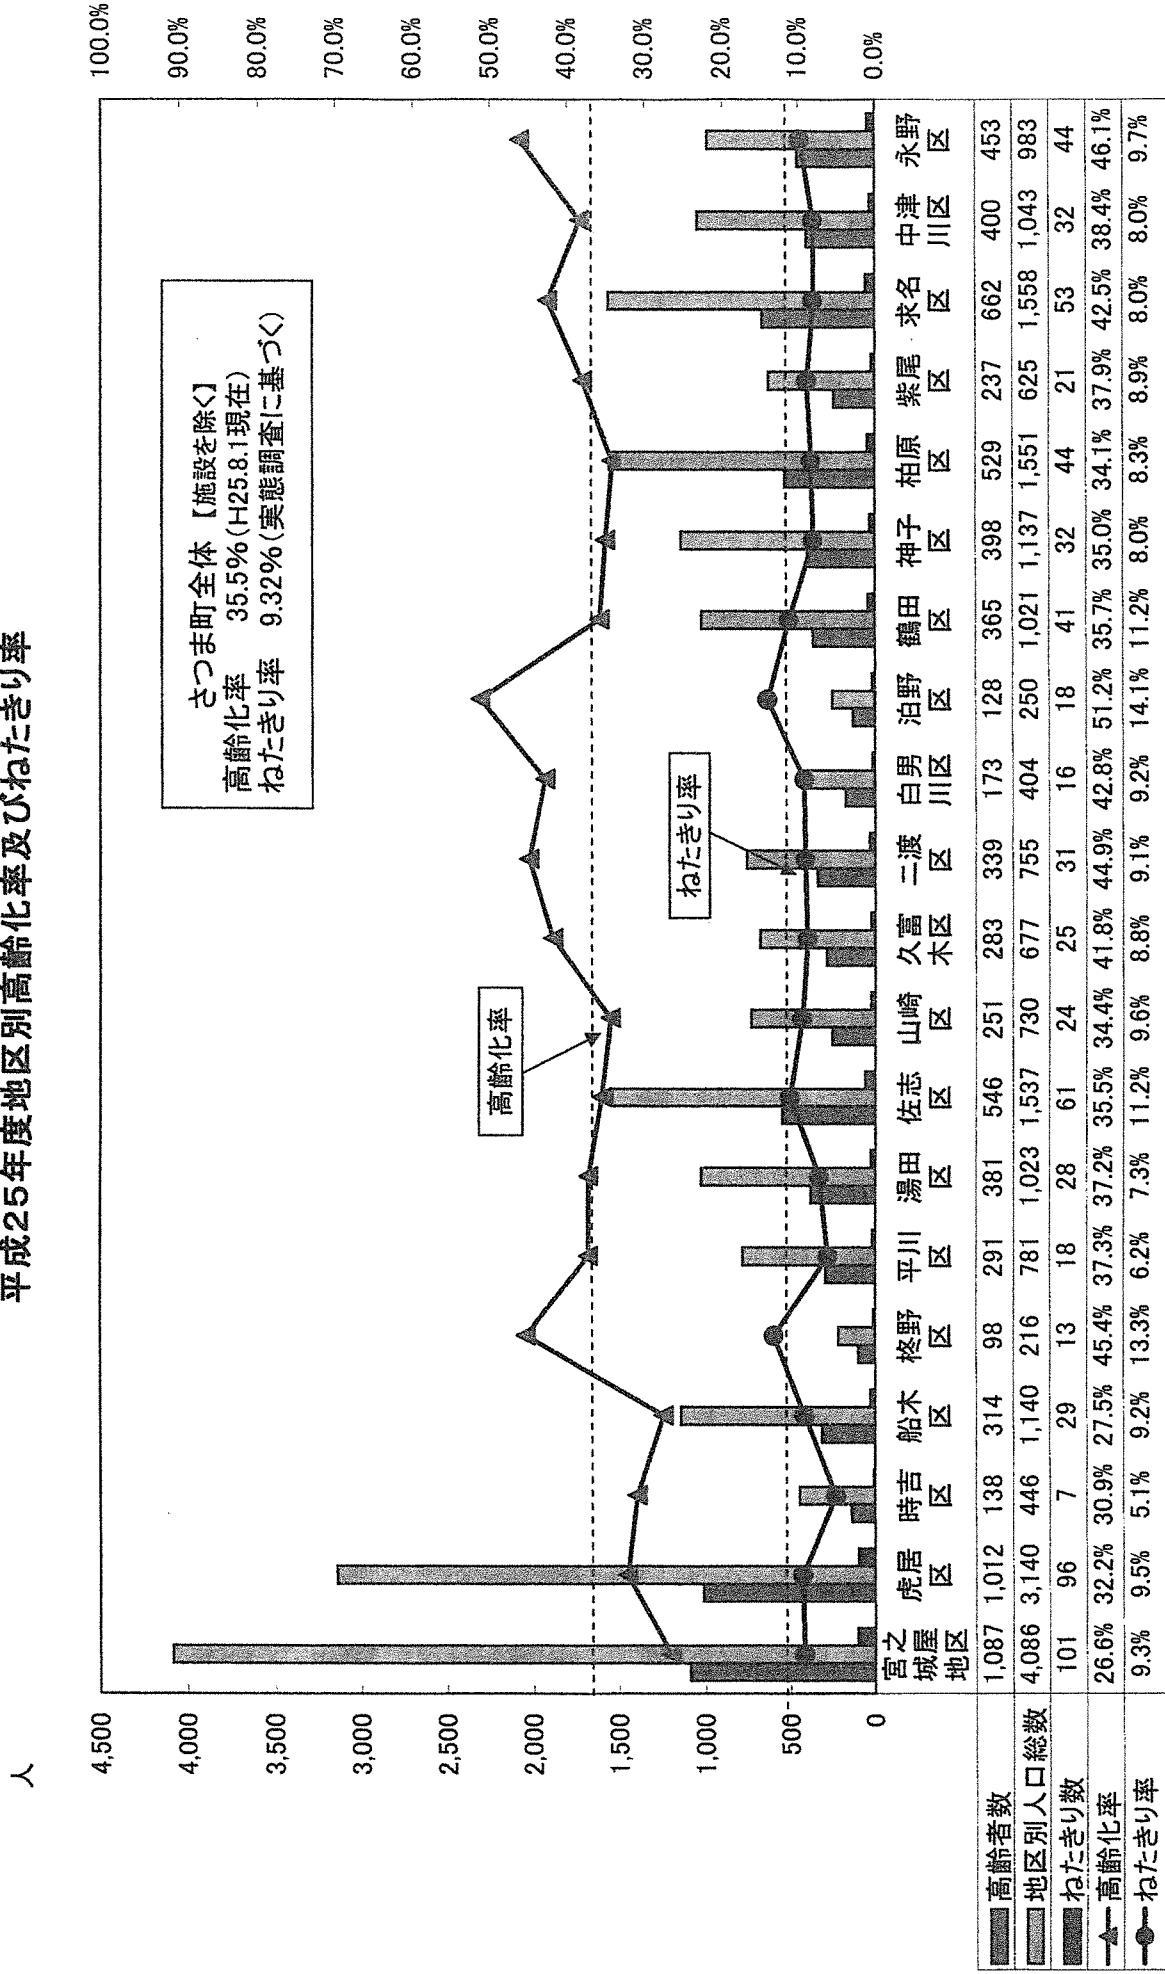 平成25年度地区別高齢化率及びねたきり率
人
4,500
4,000
3,500
3,000
2,500
2,000
1,500
1,000
500
0
100.0%
90.0%
80.0%
70.0%
60.0%
50.0%
40.0%
30.0%
20.0%
10.0%
0.0%
さつま町全体【施設を除く】
高齢化率 35.5%(H25.8.1現在)
ねたきり率 9.32%(実態調査に基づく)
高齢化率
ねたきり率
宮之城屋地区 虎居区 時吉区 船木区 柊野区 平川区 湯田区 佐志区 山崎区 久富木区 二渡区 白男川区 泊野区 鶴田区 神子区 柏原区 紫尾区 求名区 中津川区 永野区
高齢者数 1,087 1,012 138 314 98 291 381 546 251 283 339 173 128 365 398 529 237 662 400 453
地区別人口総数 4,086 3,140 446 1,140 216 781 1,023 1,537 730 677 755 404 250 1,021 1,137 1,551 625 1,558 1,043 983
ねたきり数 101 96 7 29 13 18 28 61 24 25 31 16 18 41 32 44 21 53 32 44
高齢化率 26.6% 32.2% 30.9% 27.5% 45.4% 37.3% 37.2% 35.5% 34.4% 41.8% 44.9% 42.8% 51.2% 35.7% 35.0% 34.1% 37.9% 42.5% 38.4% 46.1%
ねたきり率 9.3% 9.5% 5.1% 9.2% 13.3% 6.2% 7.3% 11.2% 9.6% 8.8% 9.1% 9.2% 14.1% 11.2% 8.0% 8.3% 8.9% 8.0% 8.0% 9.7%